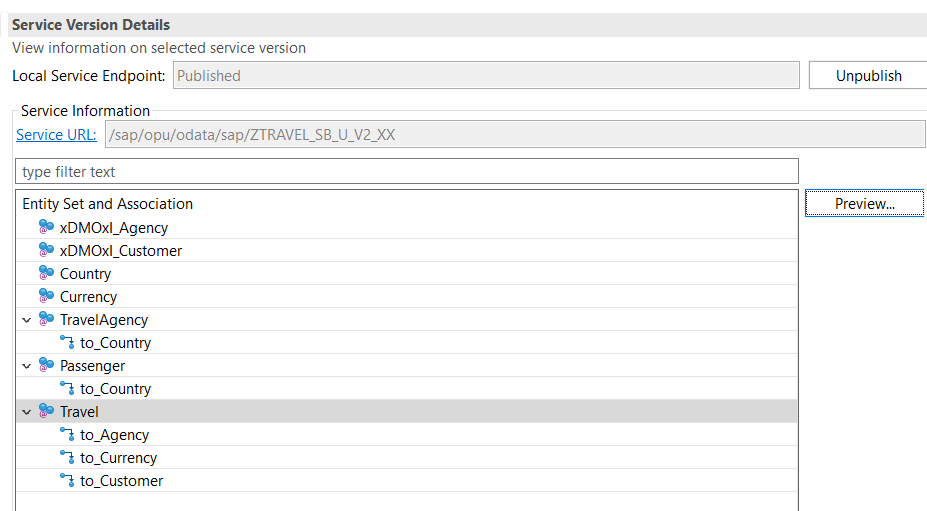 Service Version Details
View information on selected service version
Local Service Endpoint: Published Unpublish
Service Information
Service URL: /sap/opu/odata/sap/ZTRAVEL_SB_U_V2_XX
type filter text
Entity Set and Association Preview...
xDMOxI_Agency
xDMOxI_Customer
Country
Currency
TravelAgency
to_Country
Passenger
to_Country
Travel
to_Agency
to_Currency
to_Customer